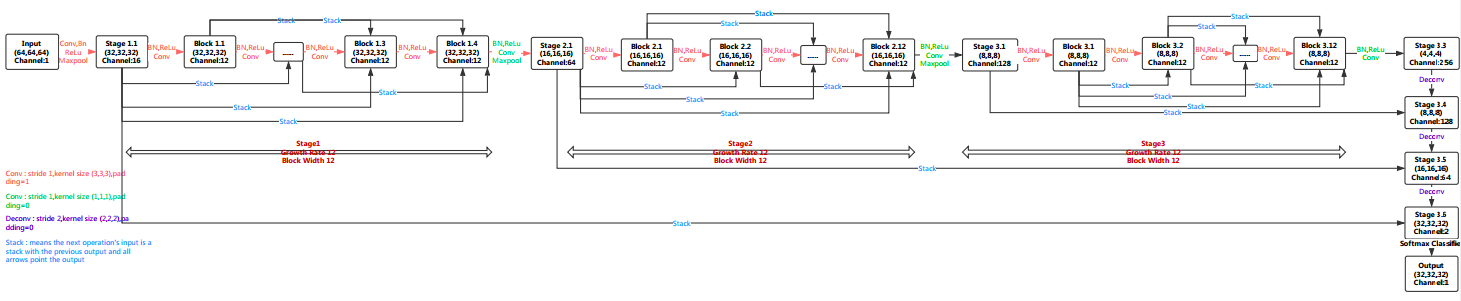 Input
(64,64,64)
Channel:1
Conv,Bn
ReLu
Maxpool
Stage 1.1
(32,32,32)
Channel:16
BN,ReLu
Conv
Block 1.1
(32,32,32)
Channel:12
BN,ReLu
Conv
......
BN,ReLu
Conv
Block 1.3
(32,32,32)
Channel:12
BN,ReLu
Conv
Block 1.4
(32,32,32)
Channel:12
Stack
Stack
Stack
Stack
Stack
Stack
BN,ReLu
Conv
Maxpool
Stage 2.1
(16,16,16)
Channel:64
BN,ReLu
Conv
Block 2.1
(16,16,16)
Channel:12
BN,ReLu
Conv
Block 2.2
(16,16,16)
Channel:12
BN,ReLu
Conv
......
BN,ReLu
Conv
Block 2.12
(16,16,16)
Channel:12
Stack
Stack
Stack
Stack
Stack
Stack
BN,ReLu
Conv
Maxpool
Stage 3.1
(8,8,8)
Channel:128
BN,ReLu
Conv
Block 3.1
(8,8,8)
Channel:12
BN,ReLu
Conv
Block 3.2
(8,8,8)
Channel:12
BN,ReLu
Conv
......
BN,ReLu
Conv
Block 3.12
(8,8,8)
Channel:12
Stack
Stack
Stack
Stack
Stack
Stack
Stack
BN,ReLu
Conv
Stage 3.3
(4,4,4)
Channel:256
Deconv
Stage 3.4
(8,8,8)
Channel:128
Deconv
Stage 3.5
(16,16,16)
Channel:64
Deconv
Stage 3.6
(32,32,32)
Channel:2
Softmax Classifie
Output
(32,32,32)
Channel:1
Stage1
Growth Rate 12
Block Width 12
Stage2
Growth Rate 12
Block Width 12
Stage3
Growth Rate 12
Block Width 12
Stack
Stack
Conv : stride 1,kernel size (3,3,3),pad
ding=1
Conv : stride 1,kernel size (1,1,1),pad
ding=0
Deconv : stride 2,kernel size (2,2,2),pa
dding=0
Stack : means the next operation's input is a
stack with the previous output and all
arrows point the output